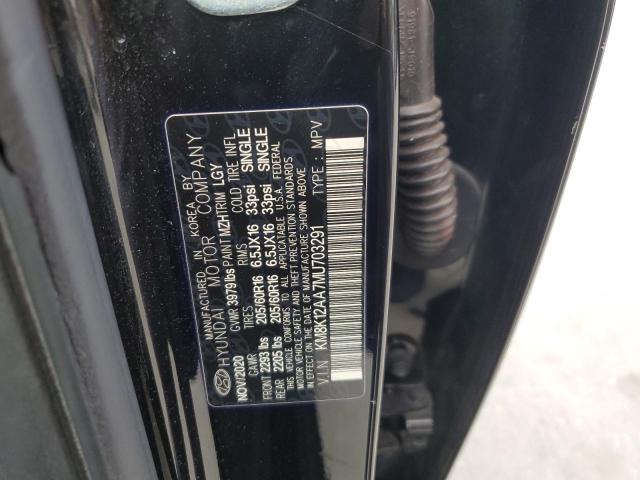 MANUFACTURED IN KOREA BY
HYUNDAI MOTOR COMPANY
NOV/2020 GVWR 3979 lbs PAINT MZH TRIM LGY
GAWR TIRES RIMS COLD TIRE INFL
FRONT 2293 lbs 205/60R16 6.5JX16 33psi SINGLE
REAR 2205 lbs 205/60R16 6.5JX16 33psi SINGLE
THIS VEHICLE CONFORMS TO ALL APPLICABLE U.S.A. FEDERAL
MOTOR VEHICLE SAFETY AND THEFT PREVENTION STANDARDS
IN EFFECT ON THE DATE OF MANUFACTURE SHOWN ABOVE
V.I.N : KM8K12AA7MU703291 TYPE : MPV